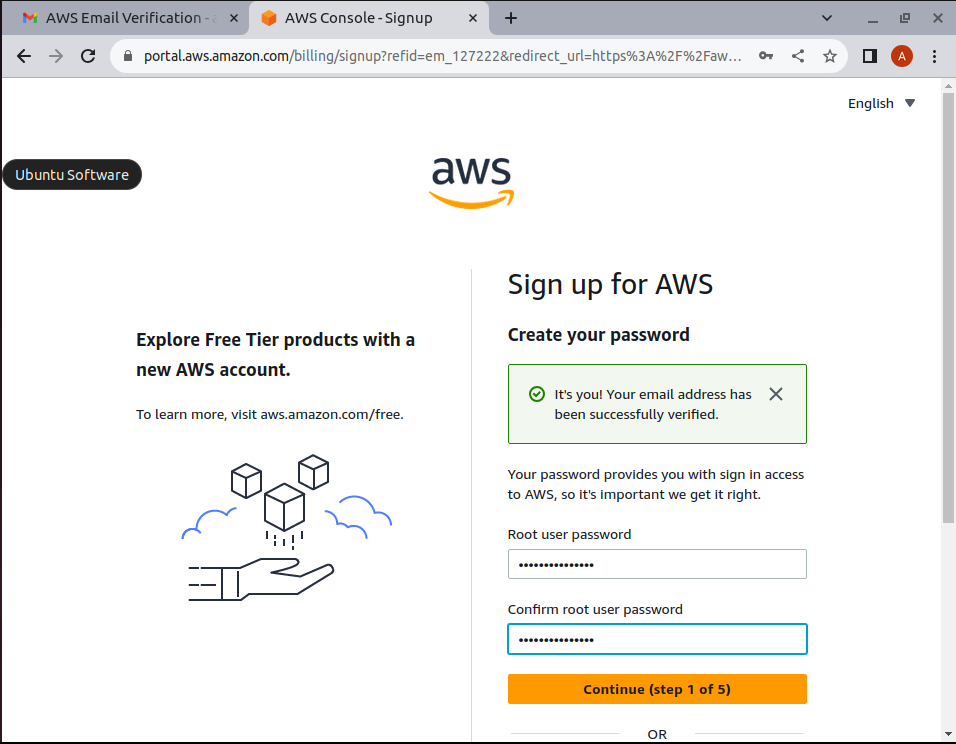 AWS Email Verification -
AWS Console - Signup
portal.aws.amazon.com/billing/signup?refid=em_127222&redirect_url=https%3A%2F%2Faw...
A
English
Ubuntu Software
aws
Explore Free Tier products with a
new AWS account.
To learn more, visit aws.amazon.com/free.
Sign up for AWS
Create your password
It's you! Your email address has
been successfully verified.
Your password provides you with sign in access
to AWS, so it's important we get it right.
Root user password
•••••••••••••••
Confirm root user password
•••••••••••••••
Continue (step 1 of 5)
OR